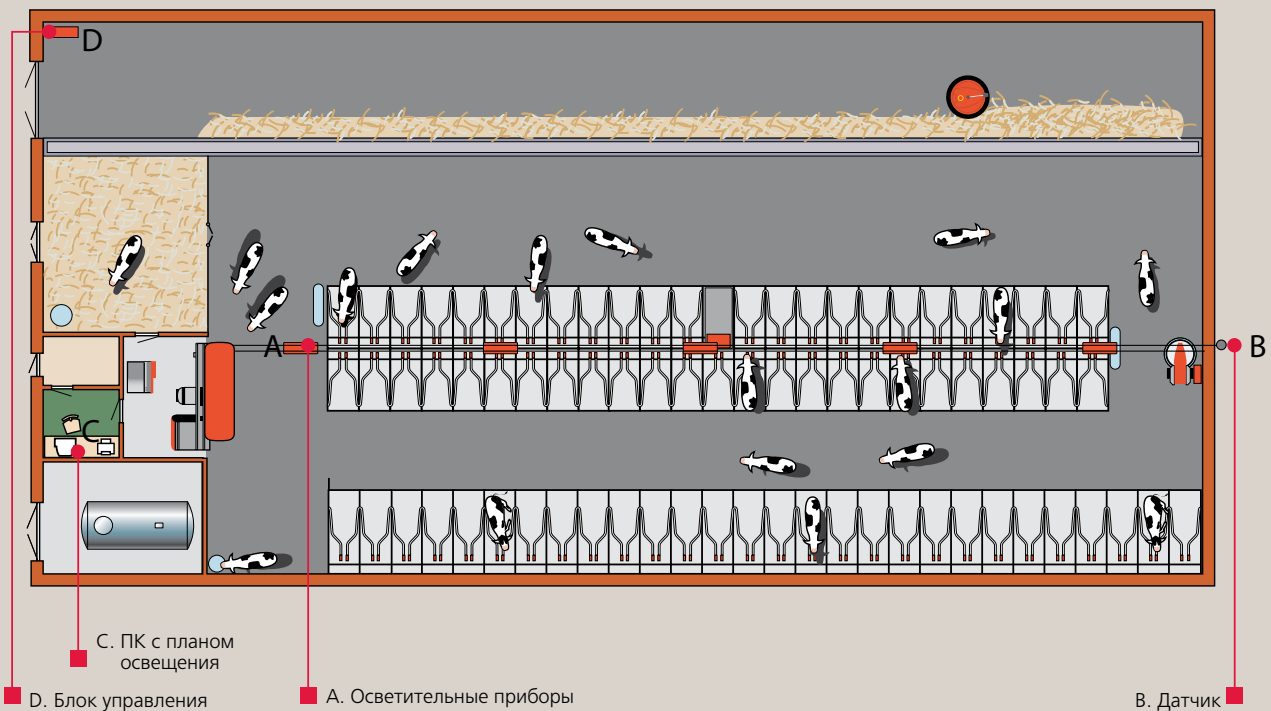 D
A
B
C
C. ПК с планом
освещения
D. Блок управления
A. Осветительные приборы
B. Датчик